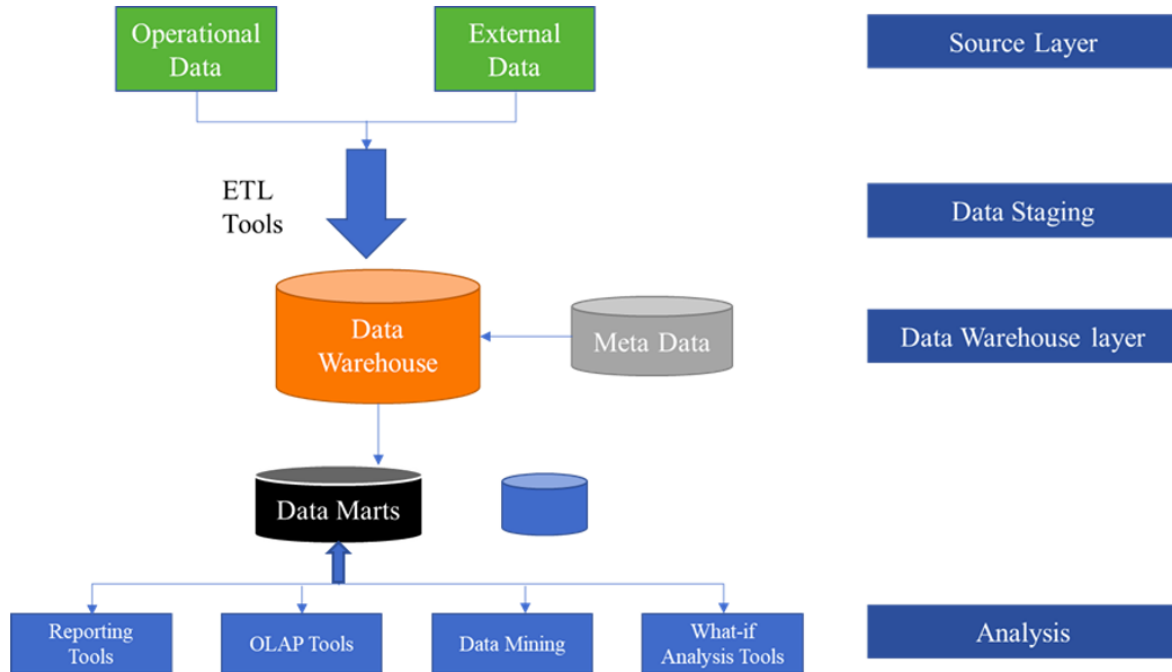 Operational
Data
External
Data
Source Layer
ETL
Tools
Data Staging
Data
Warehouse
Meta Data
Data Warehouse layer
Data Marts
Reporting
Tools
OLAP Tools
Data Mining
What-if
Analysis Tools
Analysis